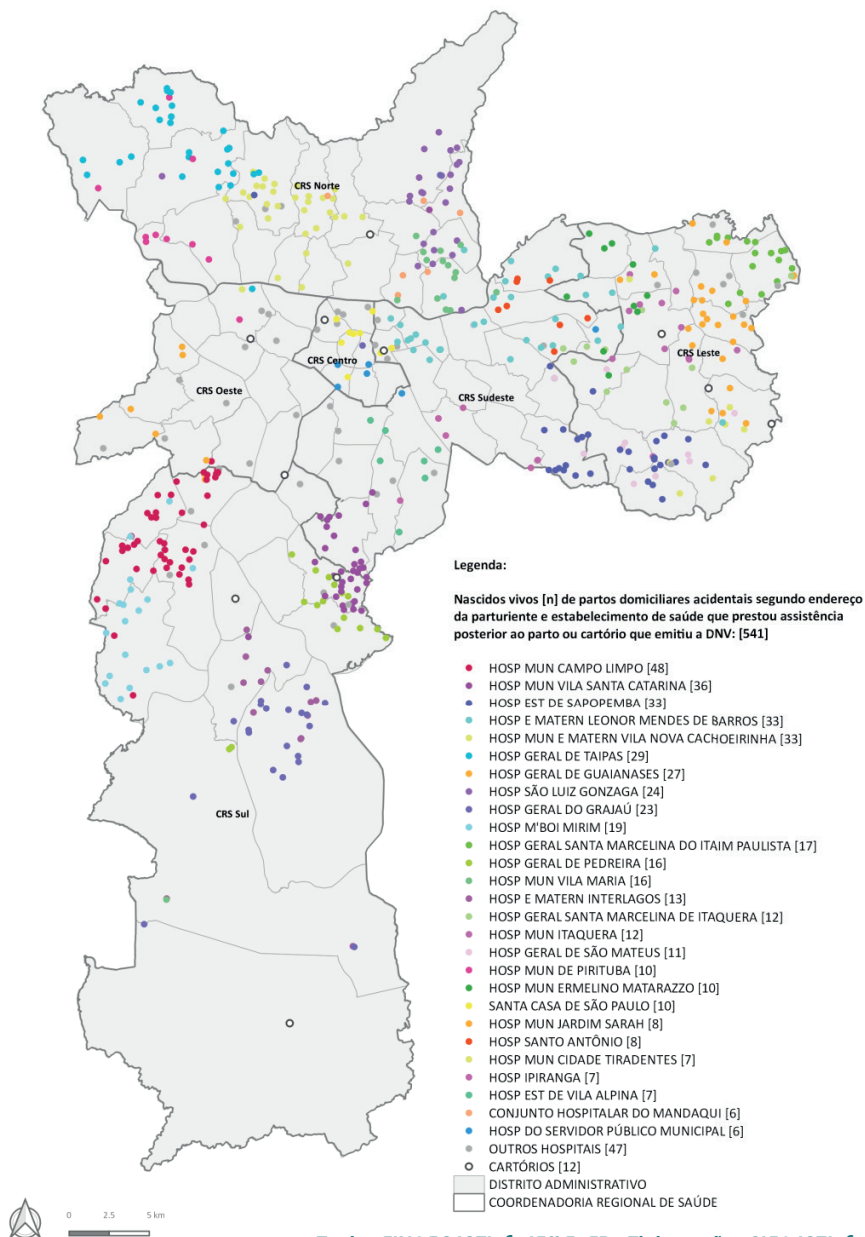 CRS Norte
CRS Leste
CRS Centro
CRS Oeste
CRS Sudeste
CRS Sul
Legenda:
Nascidos vivos [n] de partos domiciliares acidentais segundo endereço
da parturiente e estabelecimento de saúde que prestou assistência
posterior ao parto ou cartório que emitiu a DNV: [541]
HOSP MUN CAMPO LIMPO [48]
HOSP MUN VILA SANTA CATARINA [36]
HOSP EST DE SAPOPEMBA [33]
HOSP E MATERN LEONOR MENDES DE BARROS [33]
HOSP MUN E MATERN VILA NOVA CACHOEIRINHA [33]
HOSP GERAL DE TAIPAS [29]
HOSP GERAL DE GUAIANASES [27]
HOSP SÃO LUIZ GONZAGA [24]
HOSP GERAL DO GRAJAÚ [23]
HOSP M'BOI MIRIM [19]
HOSP GERAL SANTA MARCELINA DO ITAIM PAULISTA [17]
HOSP GERAL DE PEDREIRA [16]
HOSP MUN VILA MARIA [16]
HOSP E MATERN INTERLAGOS [13]
HOSP GERAL SANTA MARCELINA DE ITAQUERA [12]
HOSP MUN ITAQUERA [12]
HOSP GERAL DE SÃO MATEUS [11]
HOSP MUN DE PIRITUBA [10]
HOSP MUN ERMELINO MATARAZZO [10]
SANTA CASA DE SÃO PAULO [10]
HOSP MUN JARDIM SARAH [8]
HOSP SANTO ANTÔNIO [8]
HOSP MUN CIDADE TIRADENTES [7]
HOSP IPIRANGA [7]
HOSP EST DE VILA ALPINA [7]
CONJUNTO HOSPITALAR DO MANDAQUI [6]
HOSP DO SERVIDOR PÚBLICO MUNICIPAL [6]
OUTROS HOSPITAIS [47]
CARTÓRIOS [12]
DISTRITO ADMINISTRATIVO
COORDENADORIA REGIONAL DE SAÚDE
0 2.5 5 km